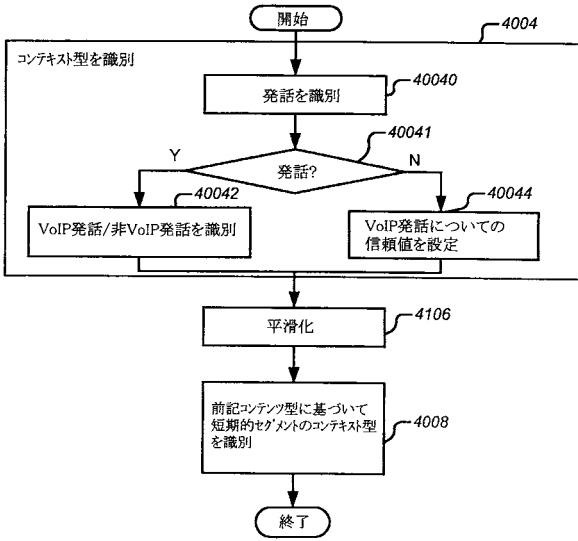 開始
4004
コンテキスト型を識別
発話を識別
40040
40041
発話?
Y
N
40042
VoIP発話/非VoIP発話を識別
40044
VoIP発話についての
信頼値を設定
平滑化
4106
前記コンテンツ型に基づいて
短期的セグメントのコンテキスト型
を識別
4008
終了